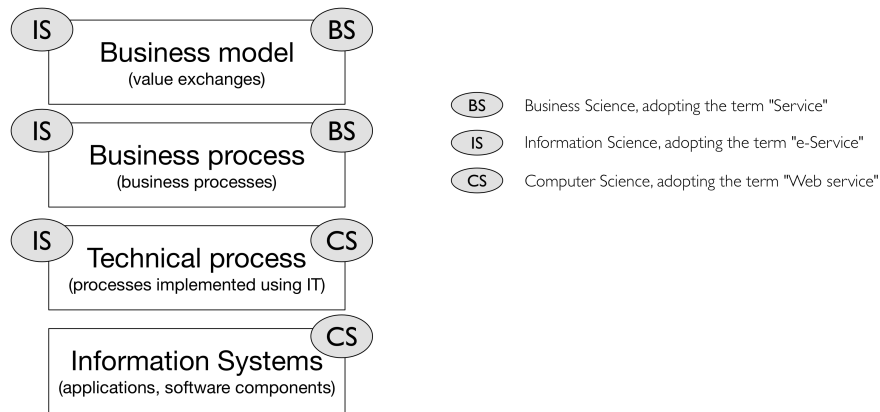 IS BS
Business model
(value exchanges)
IS BS
Business process
(business processes)
IS CS
Technical process
(processes implemented using IT)
CS
Information Systems
(applications, software components)
BS Business Science, adopting the term "Service"
IS Information Science, adopting the term "e-Service"
CS Computer Science, adopting the term "Web service"